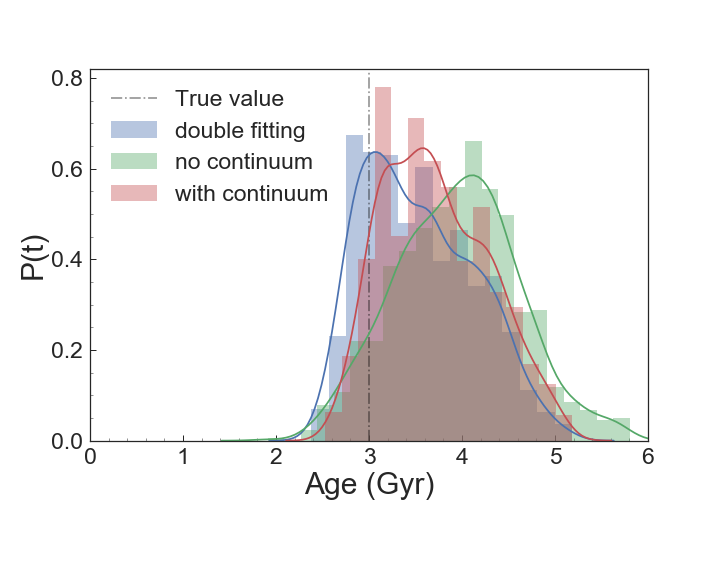 0.8
0.6
0.4
0.2
0.0
P(t)
True value
double fitting
no continuum
with continuum
0 1 2 3 4 5 6
Age (Gyr)